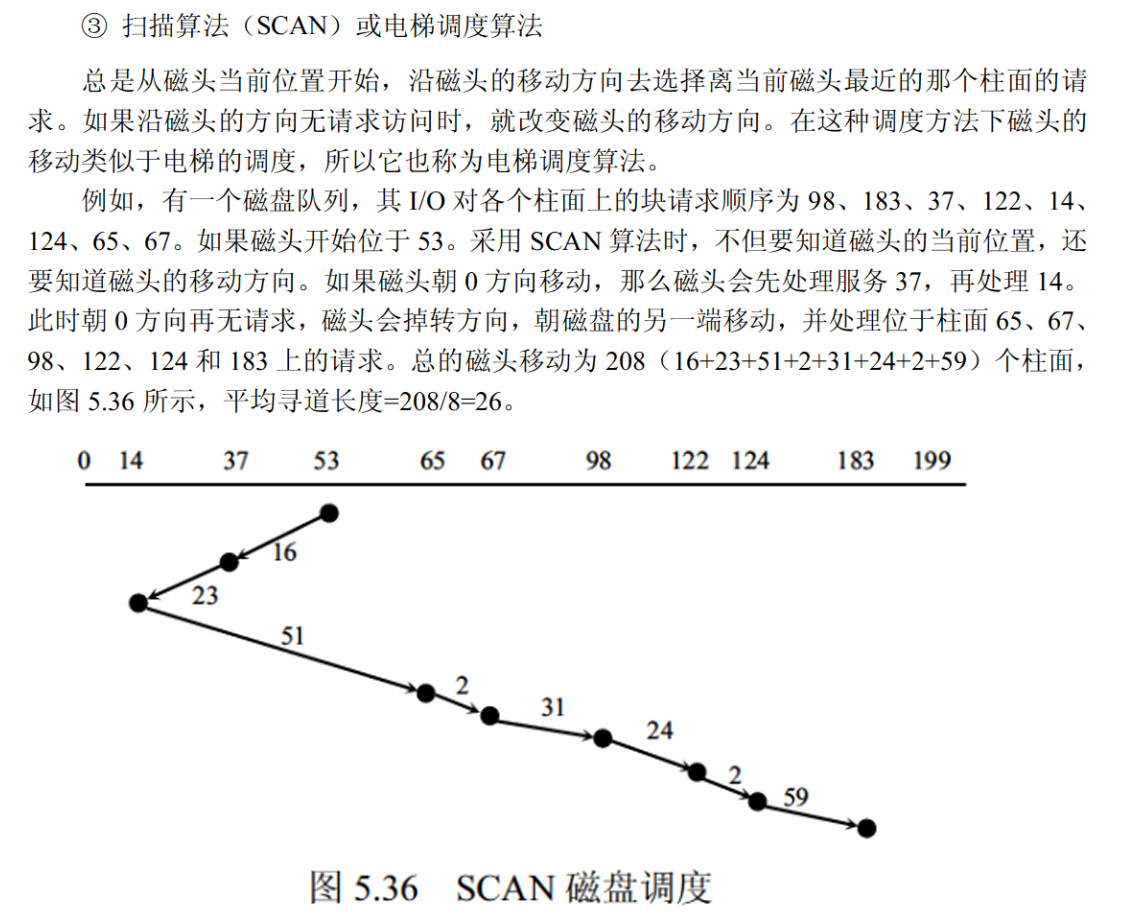 ③ 扫描算法（SCAN）或电梯调度算法
总是从磁头当前位置开始，沿磁头的移动方向去选择离当前磁头最近的那个柱面的请
求。如果沿磁头的方向无请求访问时，就改变磁头的移动方向。在这种调度方法下磁头的
移动类似于电梯的调度，所以它也称为电梯调度算法。
例如，有一个磁盘队列，其 I/O 对各个柱面上的块请求顺序为 98、183、37、122、14、
124、65、67。如果磁头开始位于 53。采用 SCAN 算法时，不但要知道磁头的当前位置，还
要知道磁头的移动方向。如果磁头朝 0 方向移动，那么磁头会先处理服务 37，再处理 14。
此时朝 0 方向再无请求，磁头会掉转方向，朝磁盘的另一端移动，并处理位于柱面 65、67、
98、122、124 和 183 上的请求。总的磁头移动为 208（16+23+51+2+31+24+2+59）个柱面，
如图 5.36 所示，平均寻道长度=208/8=26。
0 14 37 53 65 67 98 122 124 183 199
16
23
51
2
31
24
2
59
图 5.36 SCAN 磁盘调度